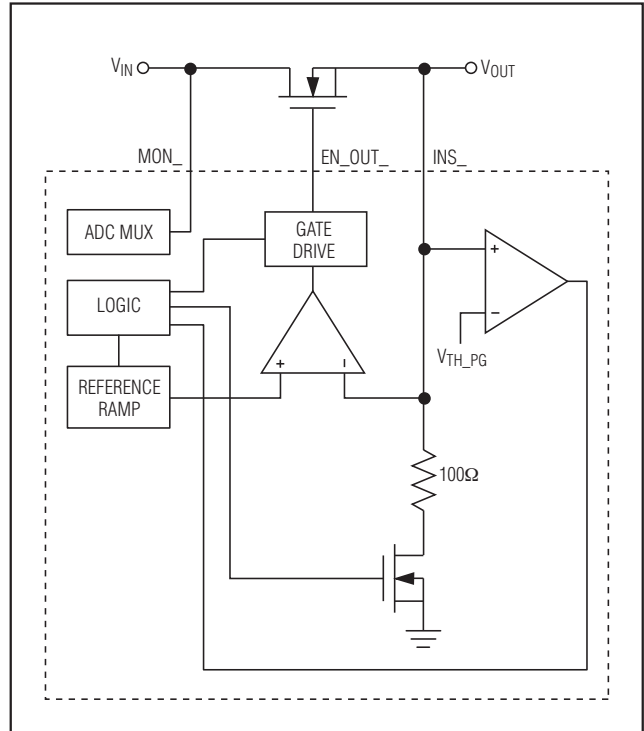 VIN
VOUT
MON_
EN_OUT_
INS_
ADC MUX
GATE
DRIVE
+
−
VTH_PG
LOGIC
+
−
REFERENCE
RAMP
100Ω